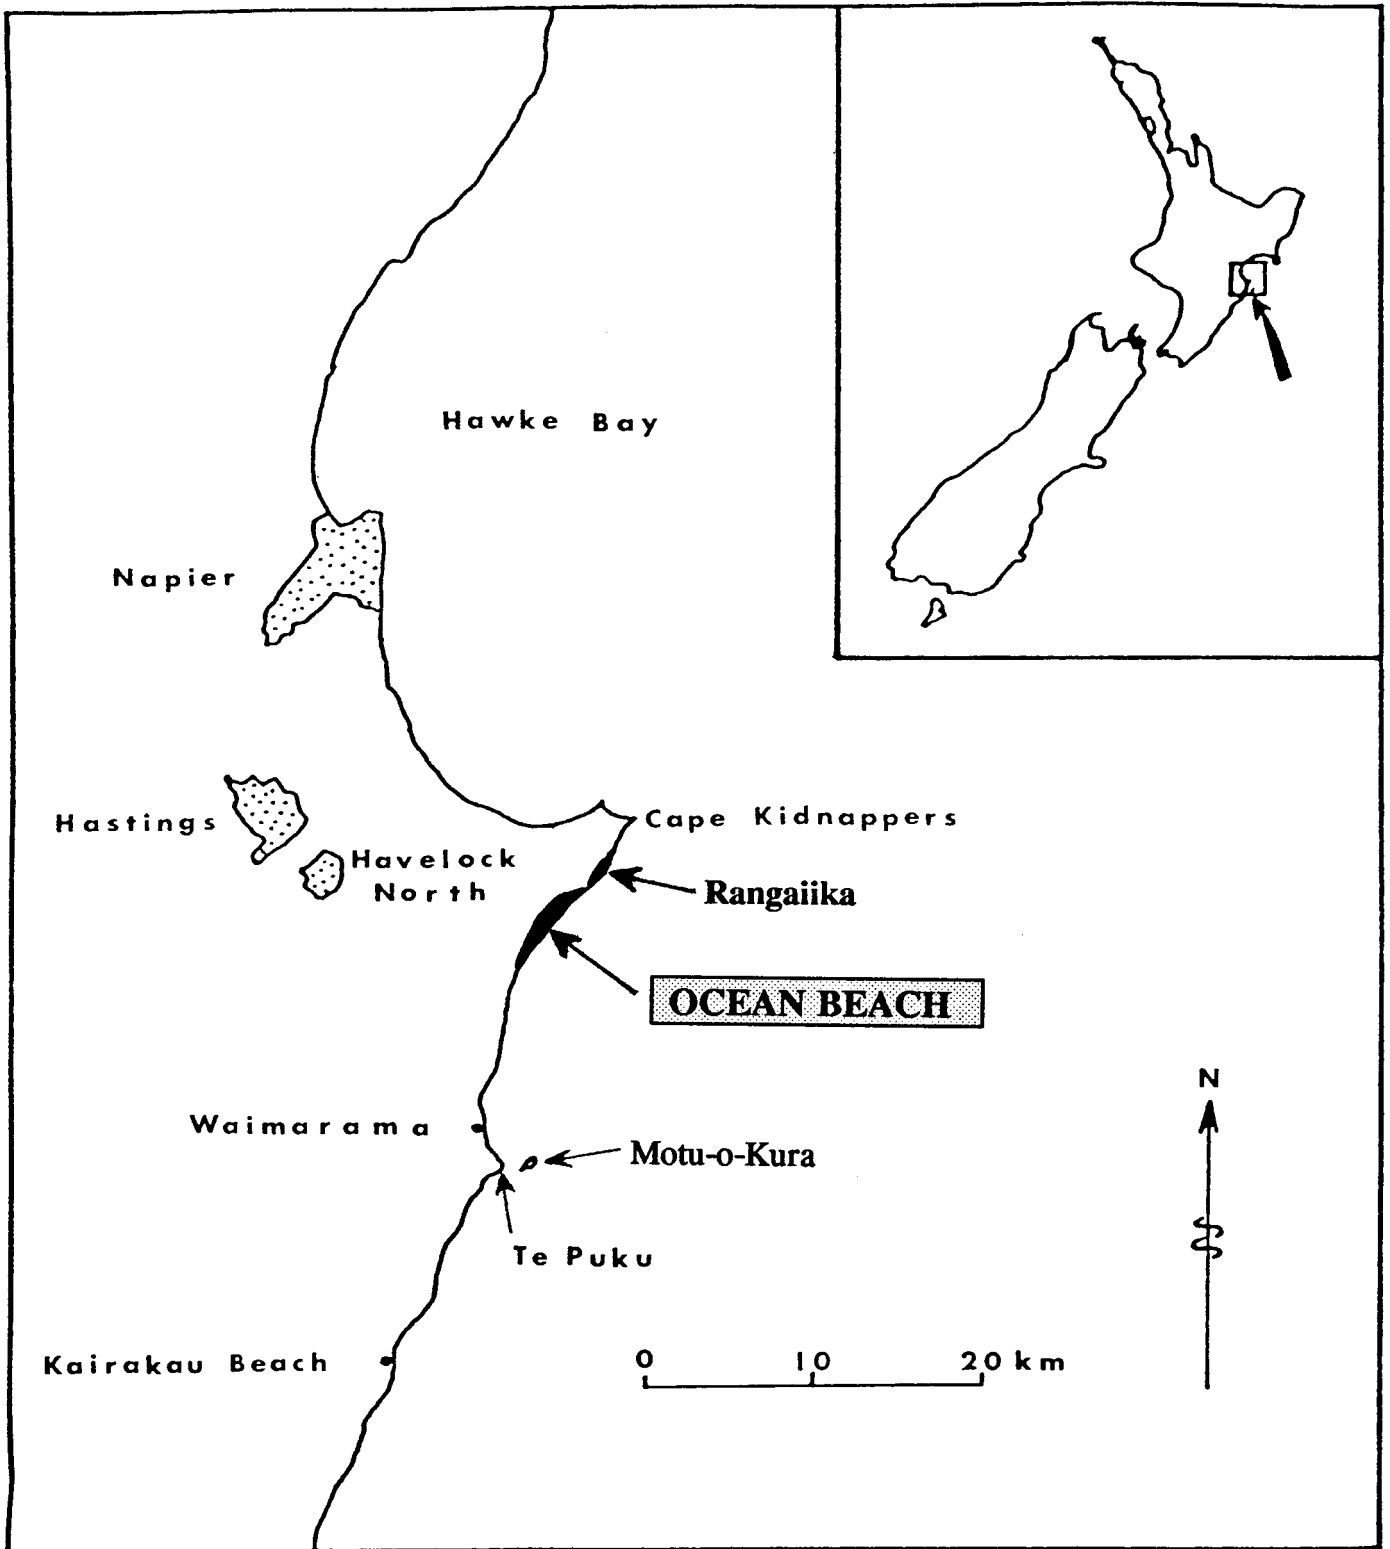 Hawke Bay
Napier
Hastings
Cape Kidnappers
Havelock
North
Rangaiika
OCEAN BEACH
N
Waimarama
Motu-o-Kura
Te Puku
Kairakau Beach
0 10 20 km